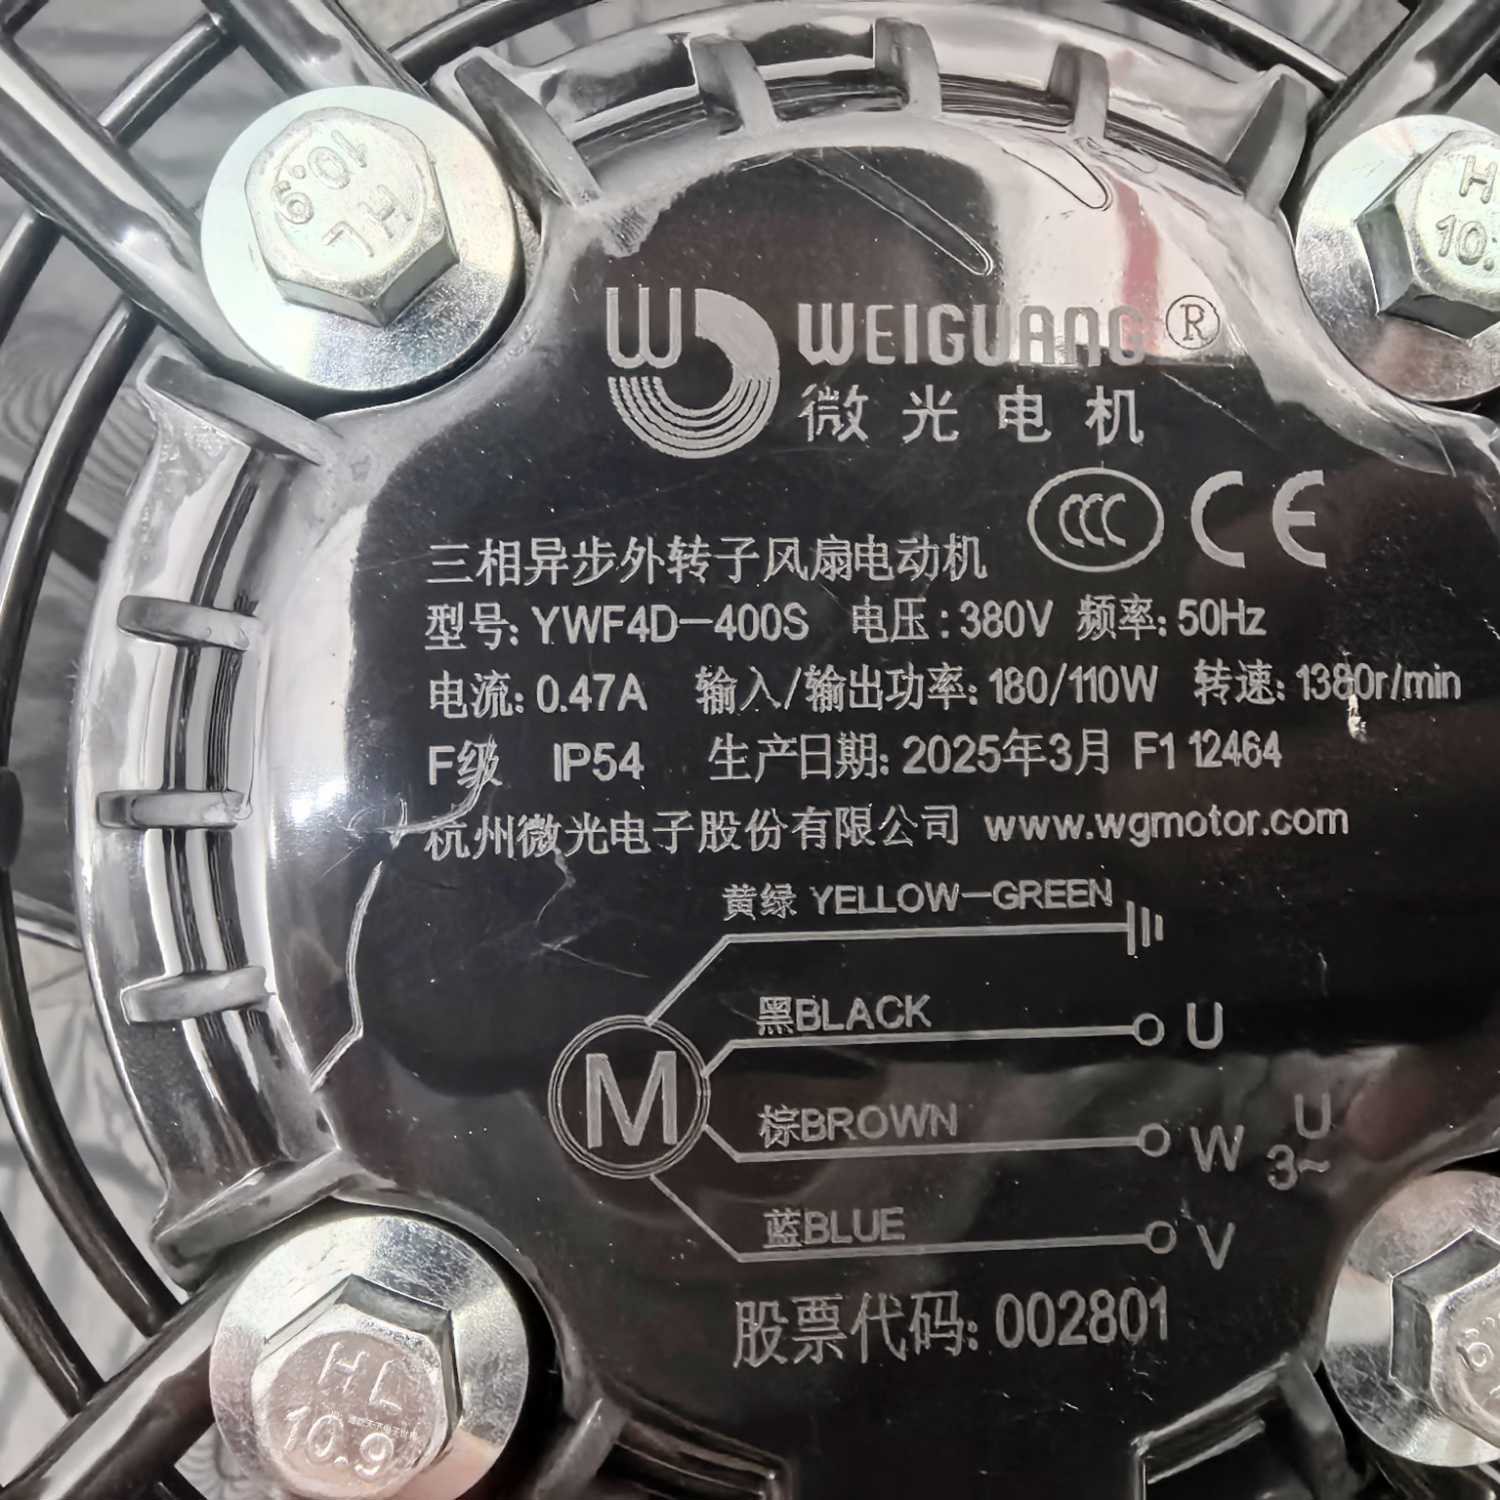 10.9
HL
H
10.
WEIGUANG®
微光电机
CCC CE
三相异步外转子风扇电动机
型号: YWF4D-400S 电压: 380V 频率: 50Hz
电流: 0.47A 输入/输出功率: 180/110W 转速: 1380r/min
F级 IP54 生产日期: 2025年3月 F1 12464
杭州微光电子股份有限公司 www.wgmotor.com
黄绿 YELLOW-GREEN
黑BLACK U
M
棕BROWN W U
3~
蓝BLUE V
股票代码: 002801
HL
10.9